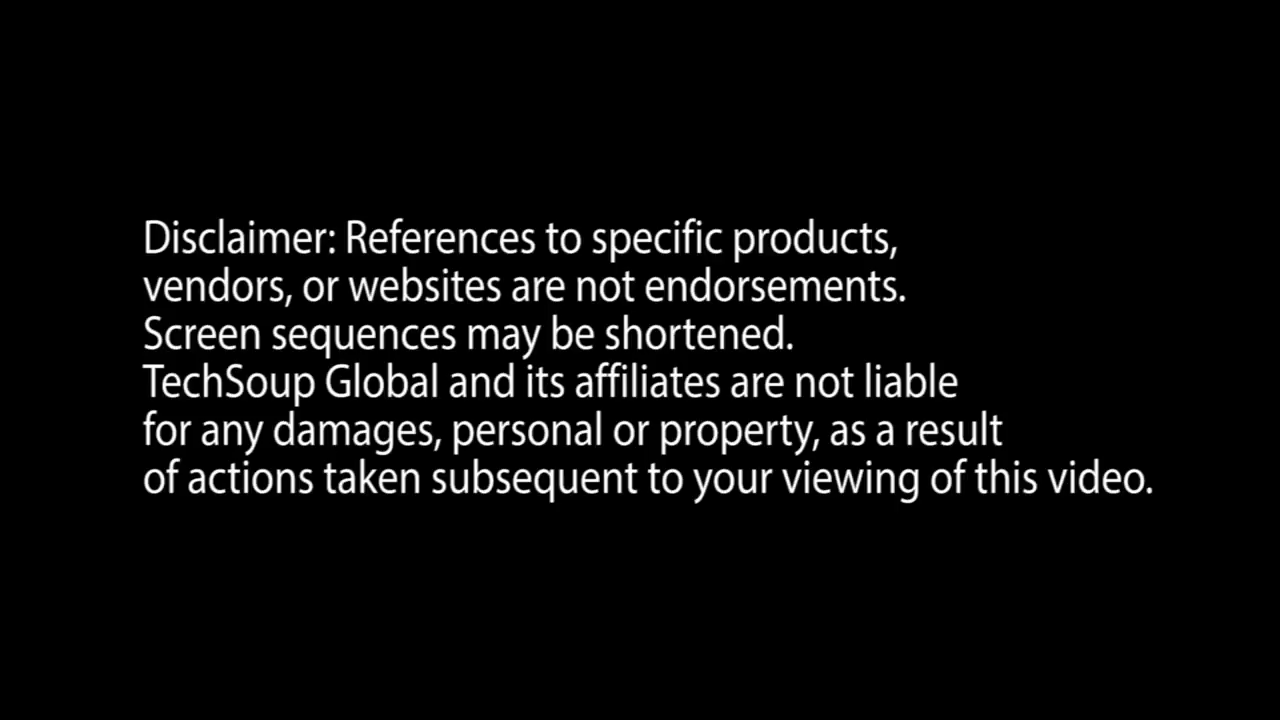 Disclaimer: References to specific products,
vendors, or websites are not endorsements.
Screen sequences may be shortened.
TechSoup Global and its affiliates are not liable
for any damages, personal or property, as a result
of actions taken subsequent to your viewing of this video.